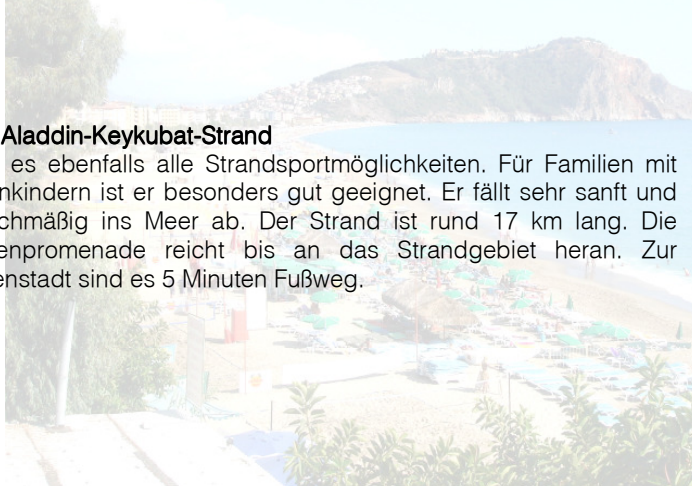 Aladdin-Keykubat-Strand
es ebenfalls alle Strandsportmöglichkeiten. Für Familien mit
nkindern ist er besonders gut geeignet. Er fällt sehr sanft und
chmäßig ins Meer ab. Der Strand ist rund 17 km lang. Die
enpromenade reicht bis an das Strandgebiet heran. Zur
enstadt sind es 5 Minuten Fußweg.